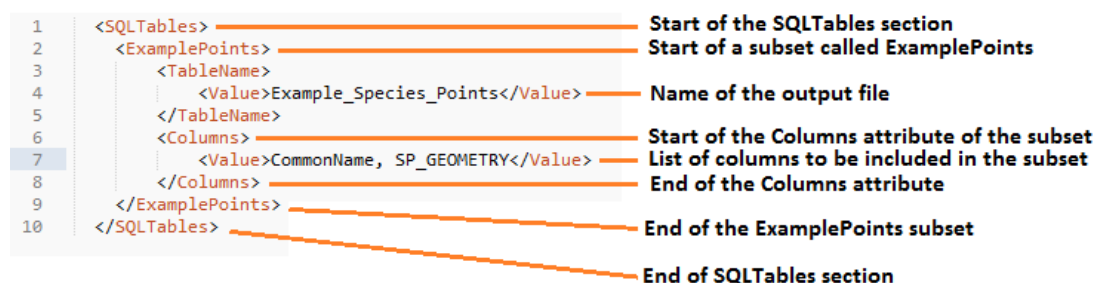 1 <SQLTables> Start of the SQLTables section
2 <ExamplePoints> Start of a subset called ExamplePoints
3 <TableName>
4 <Value>Example_Species_Points</Value> Name of the output file
5 </TableName>
6 <Columns> Start of the Columns attribute of the subset
7 <Value>CommonName, SP_GEOMETRY</Value> List of columns to be included in the subset
8 </Columns> End of the Columns attribute
9 </ExamplePoints> End of the ExamplePoints subset
10 </SQLTables> End of SQLTables section